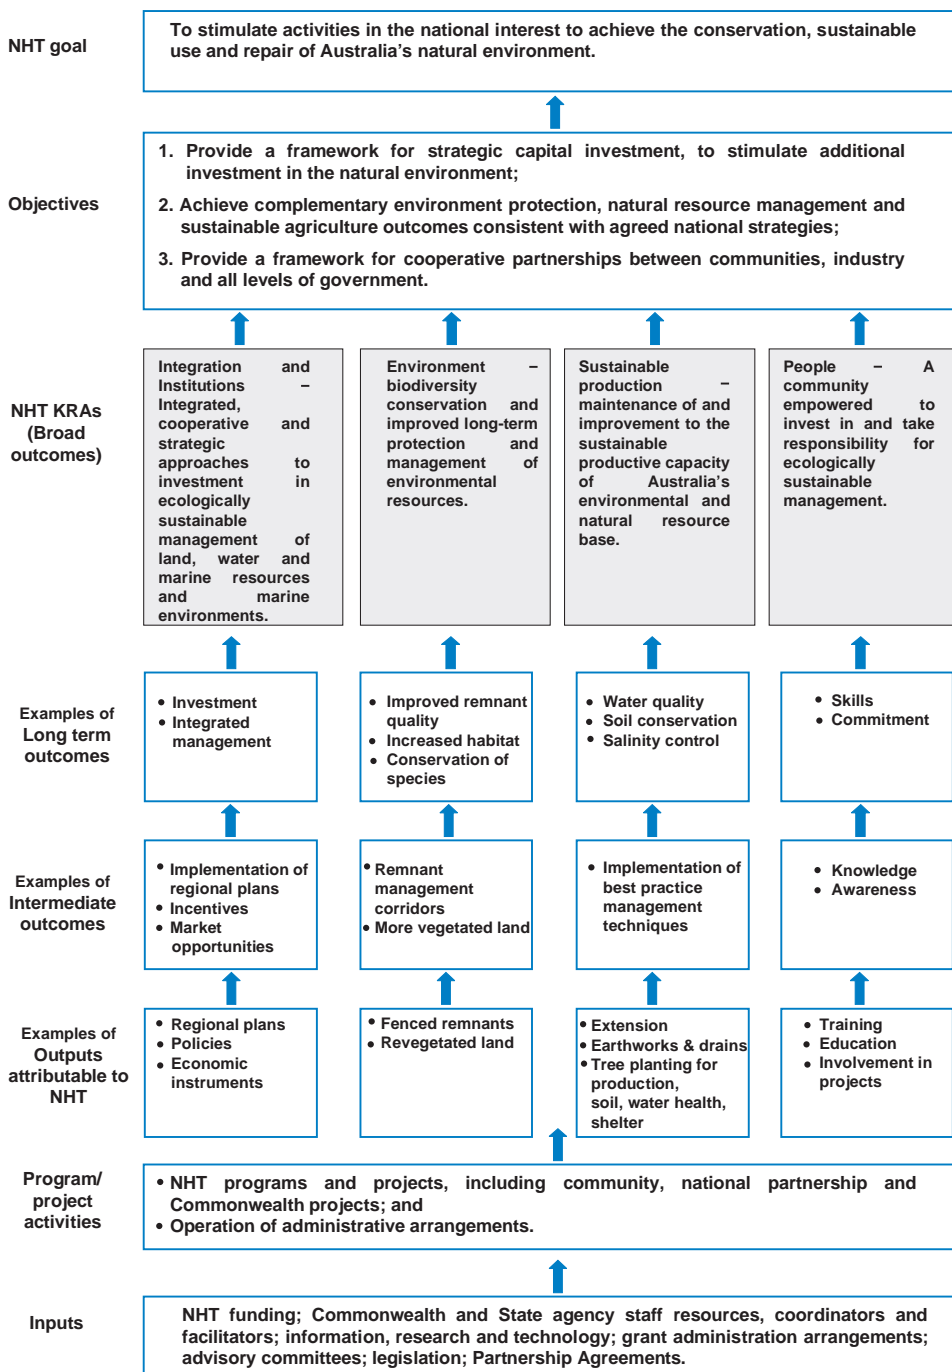 NHT goal
To stimulate activities in the national interest to achieve the conservation, sustainable
use and repair of Australia’s natural environment.
Objectives
1. Provide a framework for strategic capital investment, to stimulate additional
investment in the natural environment;
2. Achieve complementary environment protection, natural resource management and
sustainable agriculture outcomes consistent with agreed national strategies;
3. Provide a framework for cooperative partnerships between communities, industry
and all levels of government.
NHT KRAs
(Broad
outcomes)
Integration and
Institutions –
Integrated,
cooperative and
strategic
approaches to
investment in
ecologically
sustainable
management of
land, water and
marine resources
and marine
environments.
Environment –
biodiversity
conservation and
improved long-term
protection and
management of
environmental
resources.
Sustainable
production –
maintenance of and
improvement to the
sustainable
productive capacity
of Australia’s
environmental and
natural resource
base.
People – A
community
empowered to
invest in and take
responsibility for
ecologically
sustainable
management.
Examples of
Long term
outcomes
• Investment
• Integrated
management
• Improved remnant
quality
• Increased habitat
• Conservation of
species
• Water quality
• Soil conservation
• Salinity control
• Skills
• Commitment
Examples of
Intermediate
outcomes
• Implementation of
regional plans
• Incentives
• Market
opportunities
• Remnant
management
corridors
• More vegetated land
• Implementation of
best practice
management
techniques
• Knowledge
• Awareness
Examples of
Outputs
attributable to
NHT
• Regional plans
• Policies
• Economic
instruments
• Fenced remnants
• Revegetated land
• Extension
• Earthworks & drains
• Tree planting for
production,
soil, water health,
shelter
• Training
• Education
• Involvement in
projects
Program/
project
activities
• NHT programs and projects, including community, national partnership and
Commonwealth projects; and
• Operation of administrative arrangements.
Inputs
NHT funding; Commonwealth and State agency staff resources, coordinators and
facilitators; information, research and technology; grant administration arrangements;
advisory committees; legislation; Partnership Agreements.